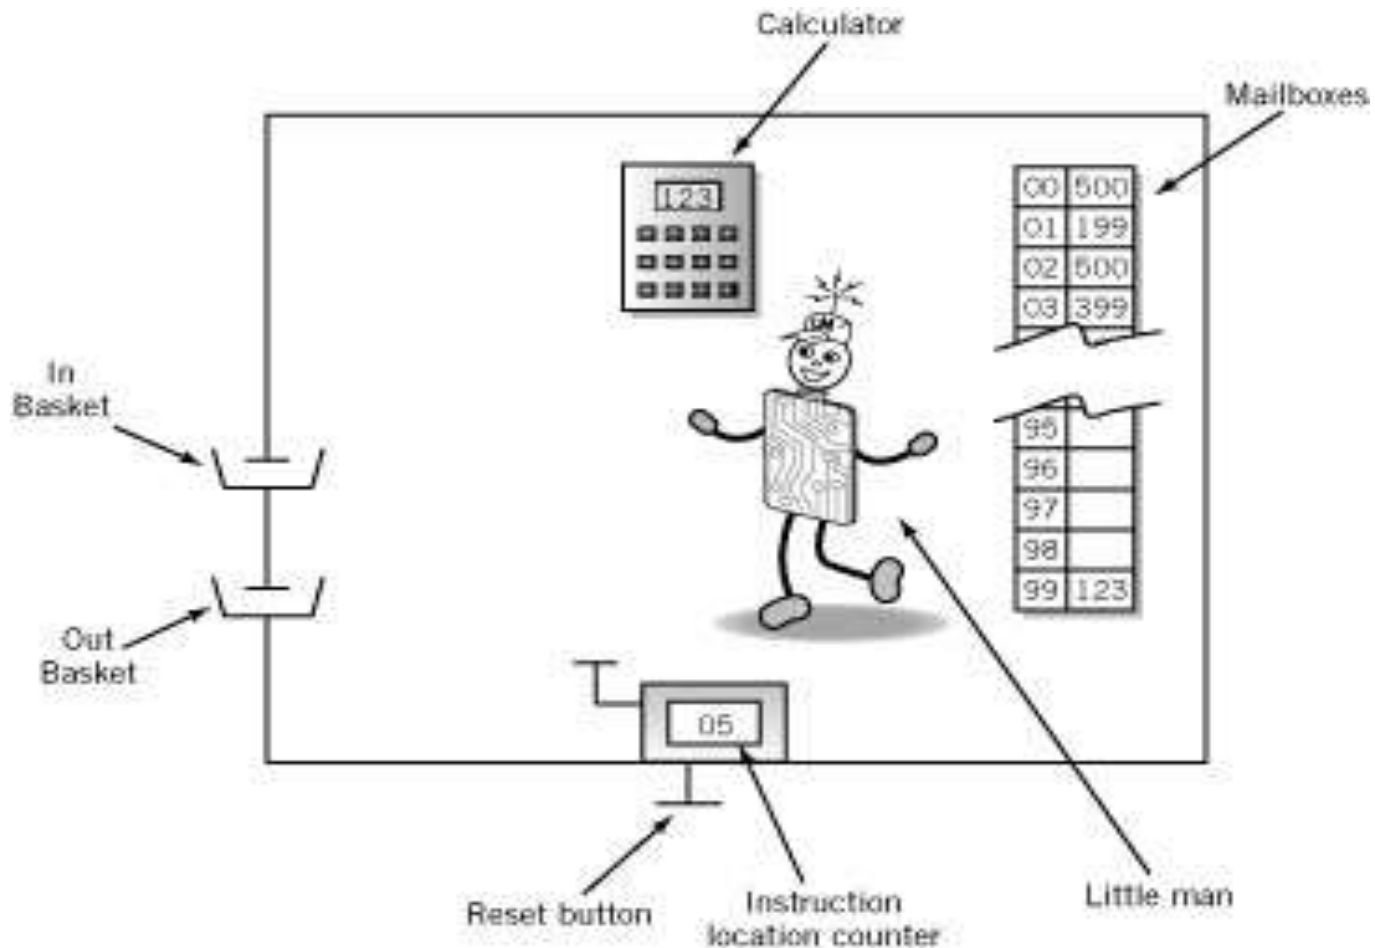 Calculator
Mailboxes
123
00 500
01 199
02 500
03 399
In
Basket
95
96
97
98
99 123
Out
Basket
05
Reset button
Instruction
location counter
Little man